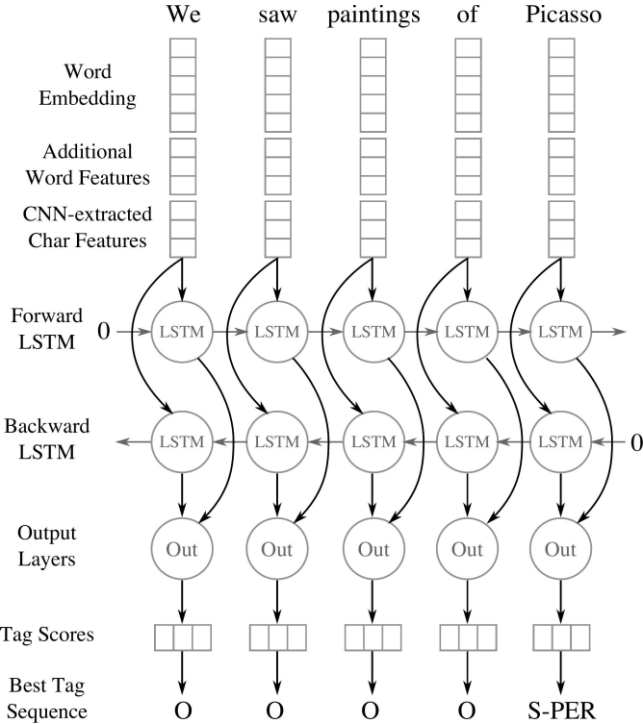 We saw paintings of Picasso
Word
Embedding
Additional
Word Features
CNN-extracted
Char Features
Forward
LSTM
0 LSTM LSTM LSTM LSTM LSTM
Backward
LSTM
LSTM LSTM LSTM LSTM LSTM 0
Output
Layers
Out Out Out Out Out
Tag Scores
Best Tag
Sequence
O O O O S-PER